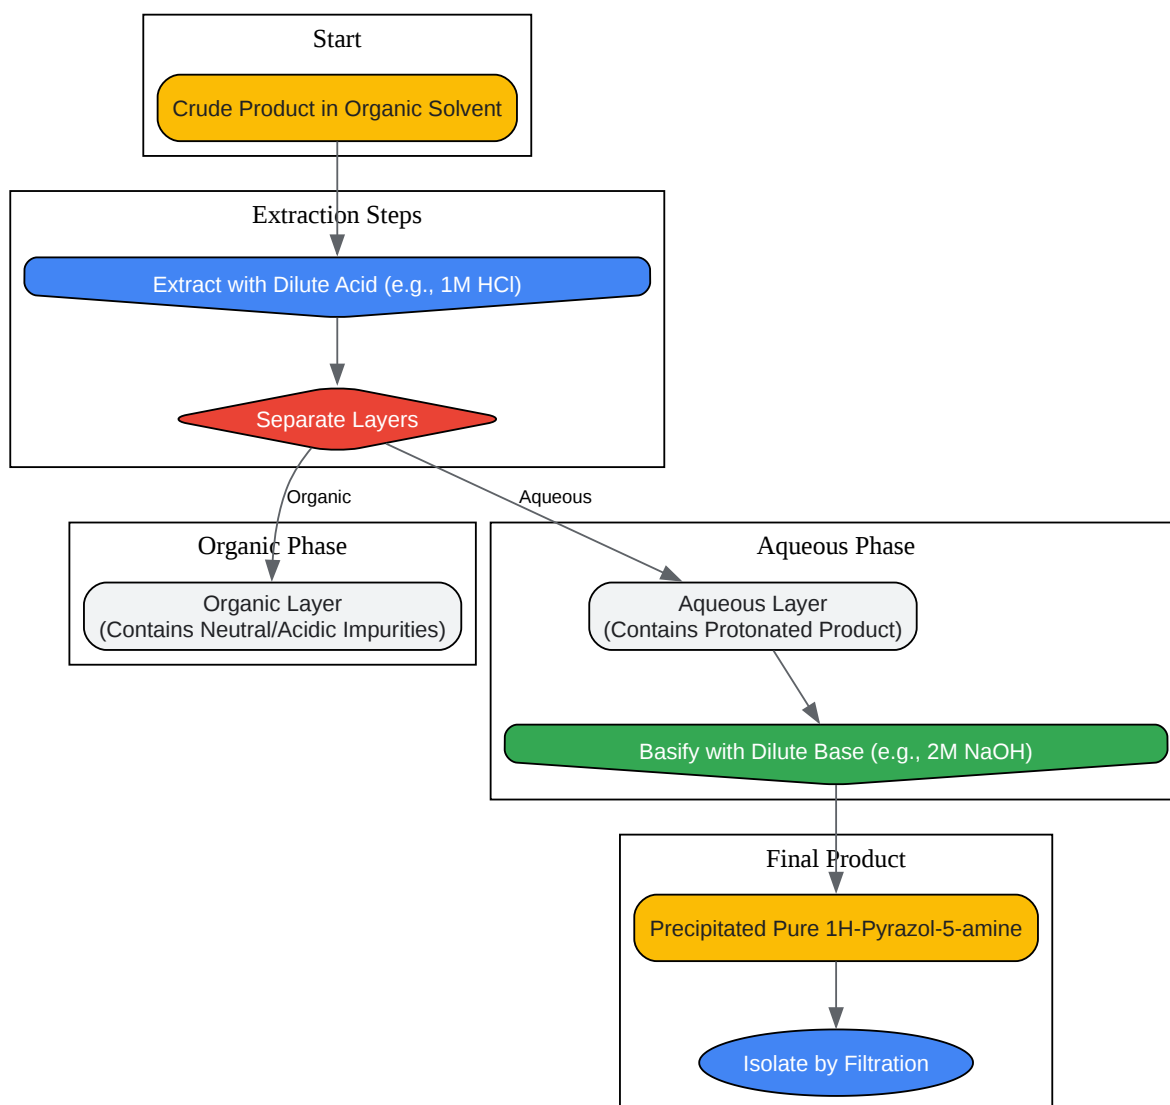 Start
Crude Product in Organic Solvent
Extraction Steps
Extract with Dilute Acid (e.g., 1M HCl)
Separate Layers
Organic
Aqueous
Organic Phase
Organic Layer
(Contains Neutral/Acidic Impurities)
Aqueous Phase
Aqueous Layer
(Contains Protonated Product)
Basify with Dilute Base (e.g., 2M NaOH)
Final Product
Precipitated Pure 1H-Pyrazol-5-amine
Isolate by Filtration